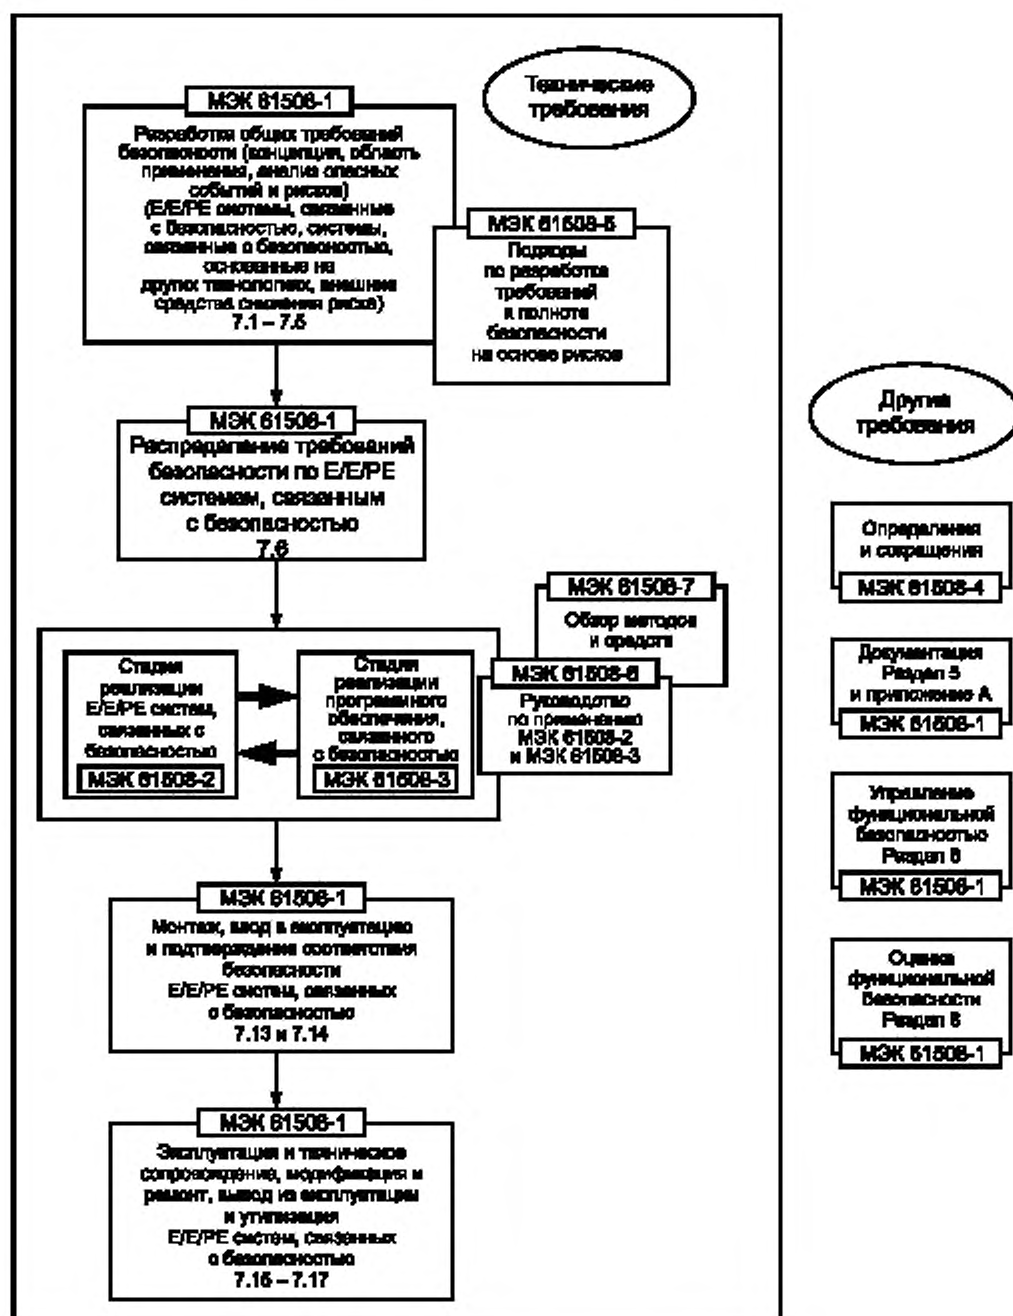 Технические
требования
МЭК 61508-1
Разработка общих требований
безопасности (концепция, область
применения, анализ опасных
событий и рисков)
(E/E/PE системы, связанные
с безопасностью, системы,
связанные с безопасностью,
основанные на
других технологиях, внешние
средства снижения риска)
7.1 – 7.5
МЭК 61508-5
Подходы
по разработке
требований
к полноте
безопасности
на основе рисков
МЭК 61508-1
Распределение требований
безопасности по E/E/PE
системам, связанным
с безопасностью
7.6
МЭК 61508-7
Обзор методов
и средств
МЭК 61508-6
Руководство
по применению
МЭК 61508-2
и МЭК 61508-3
Стадия
реализации
E/E/PE систем,
связанных с
безопасностью
МЭК 61508-2
Стадия
реализации
програмного
обеспечения,
связанного
с безопасностью
МЭК 61508-3
МЭК 61508-1
Монтаж, ввод в эксплуатацию
и подтверждение соответствия
безопасности
E/E/PE систем, связанных
с безопасностью
7.13 и 7.14
МЭК 61508-1
Эксплуатация и техническое
сопровождение, модификация и
ремонт, вывод из эксплуатации
и утилизация
E/E/PE систем, связанных
с безопасностью
7.15 – 7.17
Другие
требования
Определения
и сокращения
МЭК 61508-4
Документация
Раздел 5
и приложение А
МЭК 61508-1
Управление
функциональной
безопасностью
Раздел 6
МЭК 61508-1
Оценка
функциональной
безопасности
Раздел 8
МЭК 61508-1